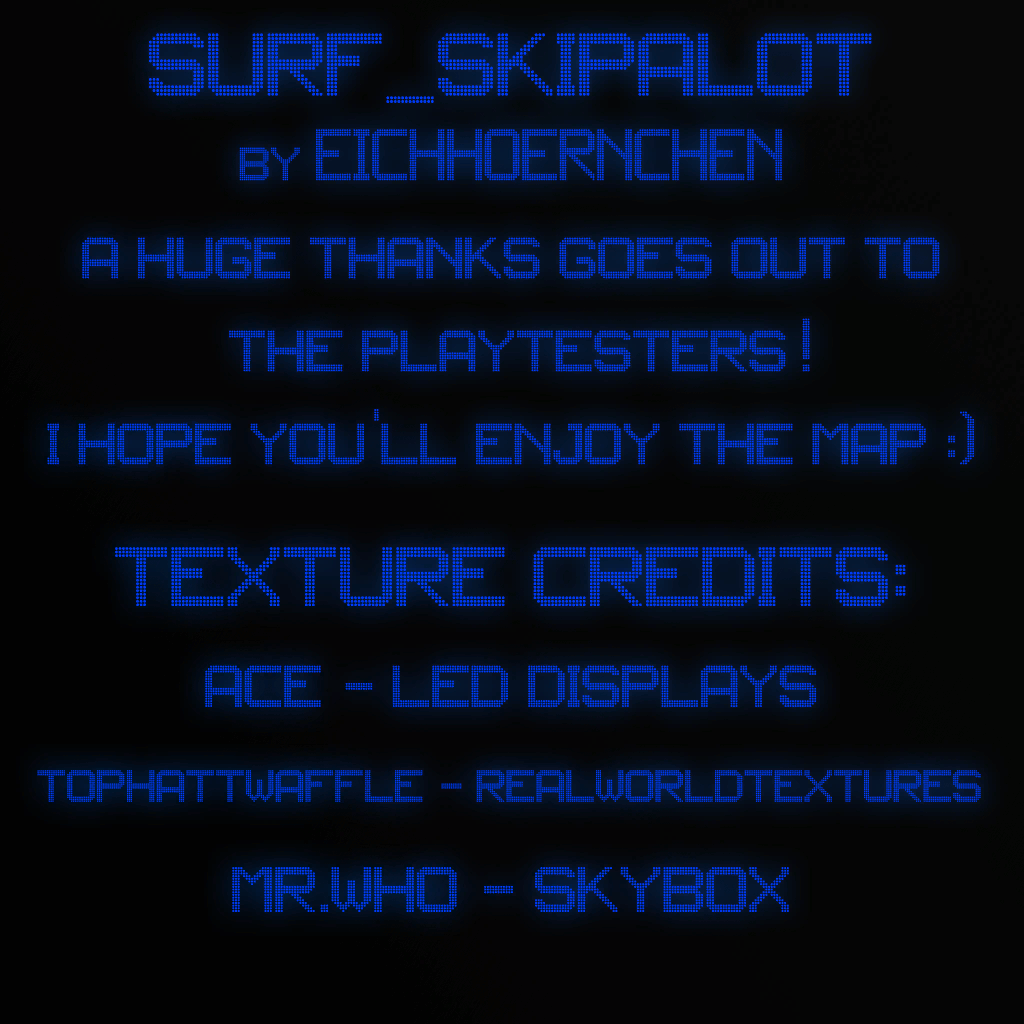 SURF_SKIPALOT
BY EICHHOERNCHEN
A HUGE THANKS GOES OUT TO
THE PLAYTESTERS!
I HOPE YOU'LL ENJOY THE MAP :)
TEXTURE CREDITS:
ACE - LED DISPLAYS
TOPHATTWAFFLE - REALWORLDTEXTURES
MR.WHO - SKYBOX